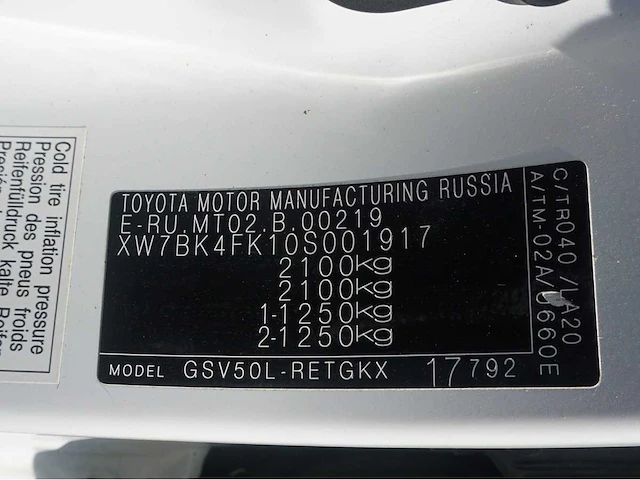 TOYOTA MOTOR MANUFACTURING RUSSIA
E-RU.MT02.B.00219
XW7BK4FK10S001917
2100Kg
2100Kg
1-1250Kg
2-1250Kg
MODEL GSV50L-RETGKX 17792
C/TR040 /LA20
A/TM-02A/U660E
Cold tire inflation pressure
Pression des pneus froids
Reifenfülldruck kalte Reifen